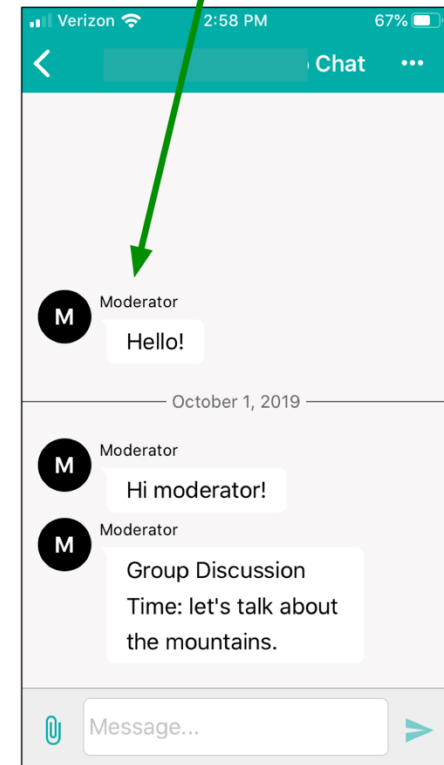 Verizon 2:58 PM 67%
Chat
Moderator
M
Hello!
October 1, 2019
Moderator
M
Hi moderator!
Moderator
M
Group Discussion
Time: let's talk about
the mountains.
Message...